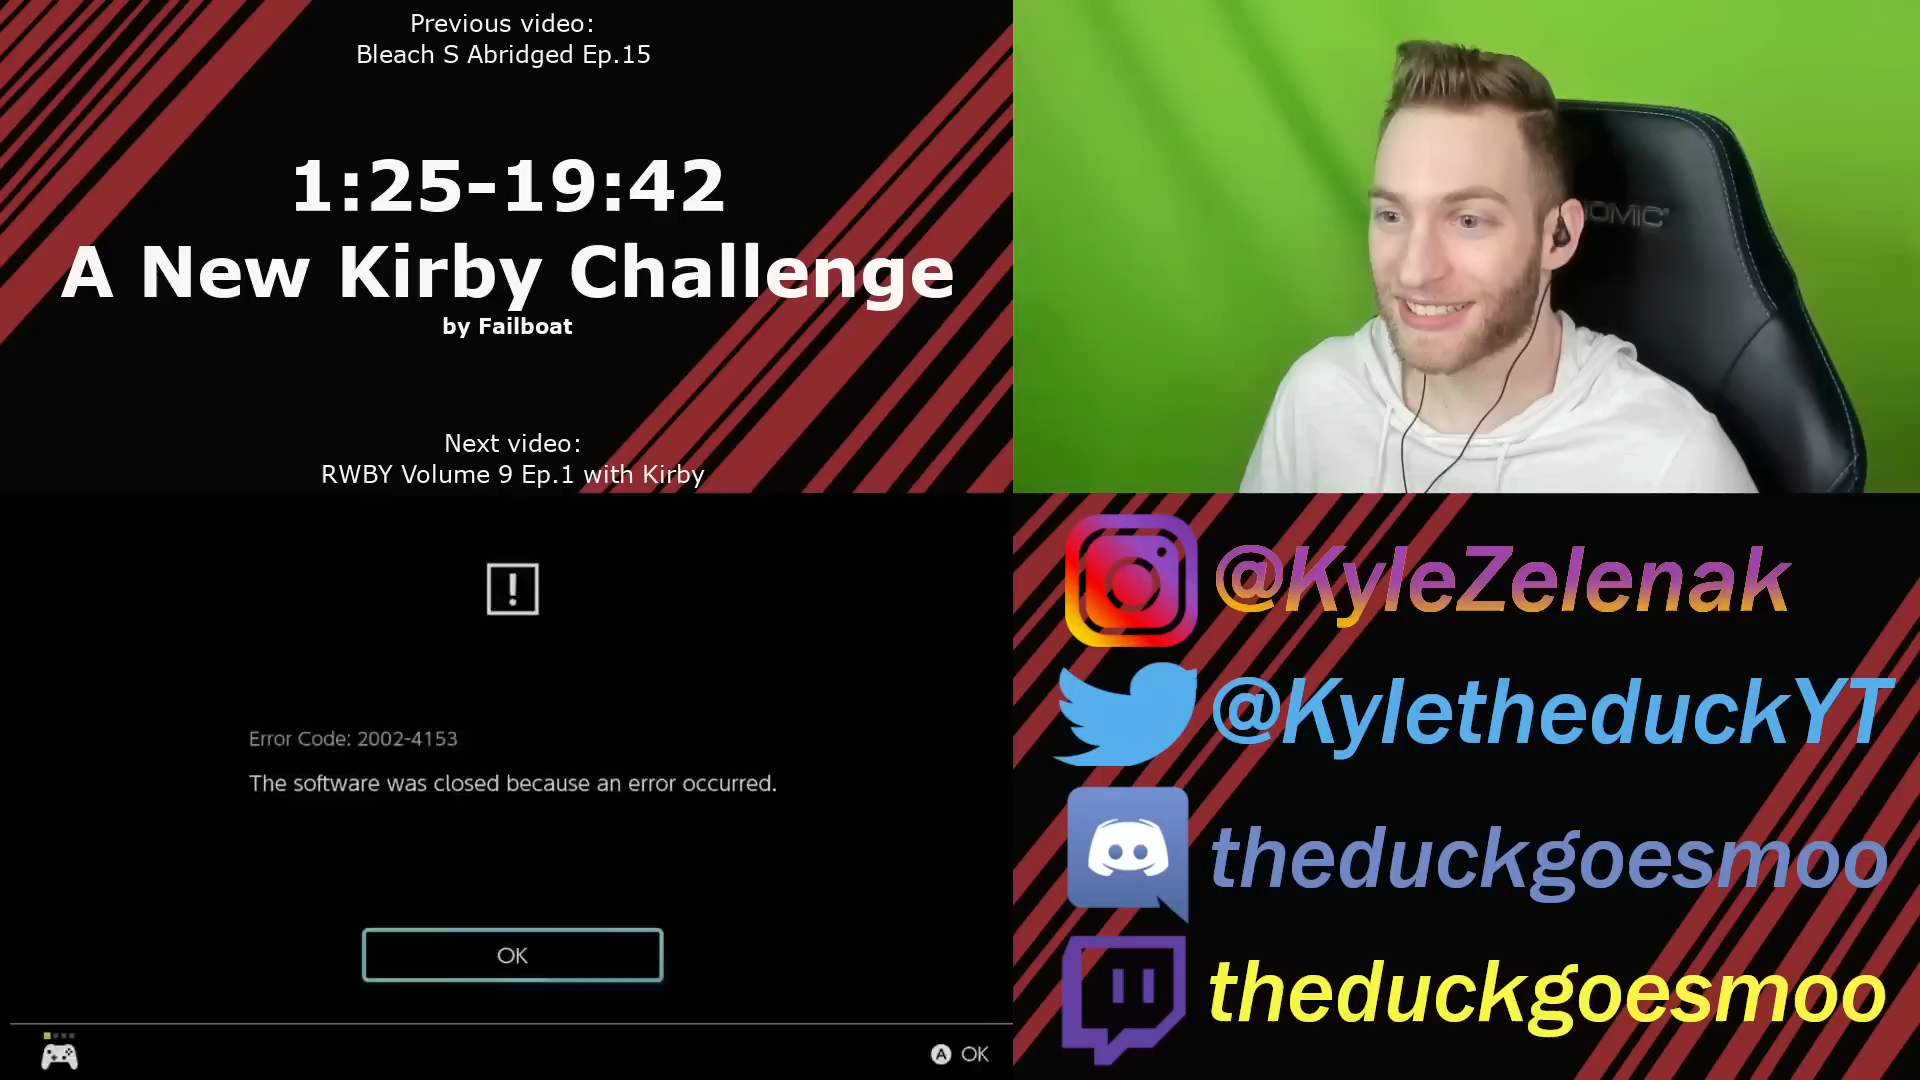 Previous video:
Bleach S Abridged Ep.15
1:25-19:42
A New Kirby Challenge
by Failboat
Next video:
RWBY Volume 9 Ep.1 with Kirby
Error Code: 2002-4153
The software was closed because an error occurred.
OK
A OK
@KyleZelenak
@KyletheduckYT
theduckgoesmoo
theduckgoesmoo